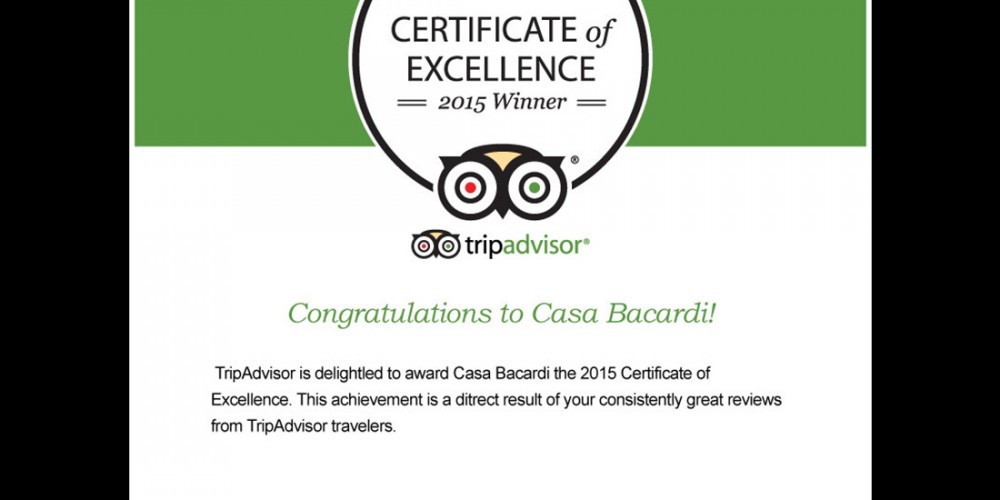 CERTIFICATE of
EXCELLENCE
2015 Winner
®
tripadvisor®
Congratulations to Casa Bacardi!
TripAdvisor is delightled to award Casa Bacardi the 2015 Certificate of
Excellence. This achievement is a ditrect result of your consistently great reviews
from TripAdvisor travelers.